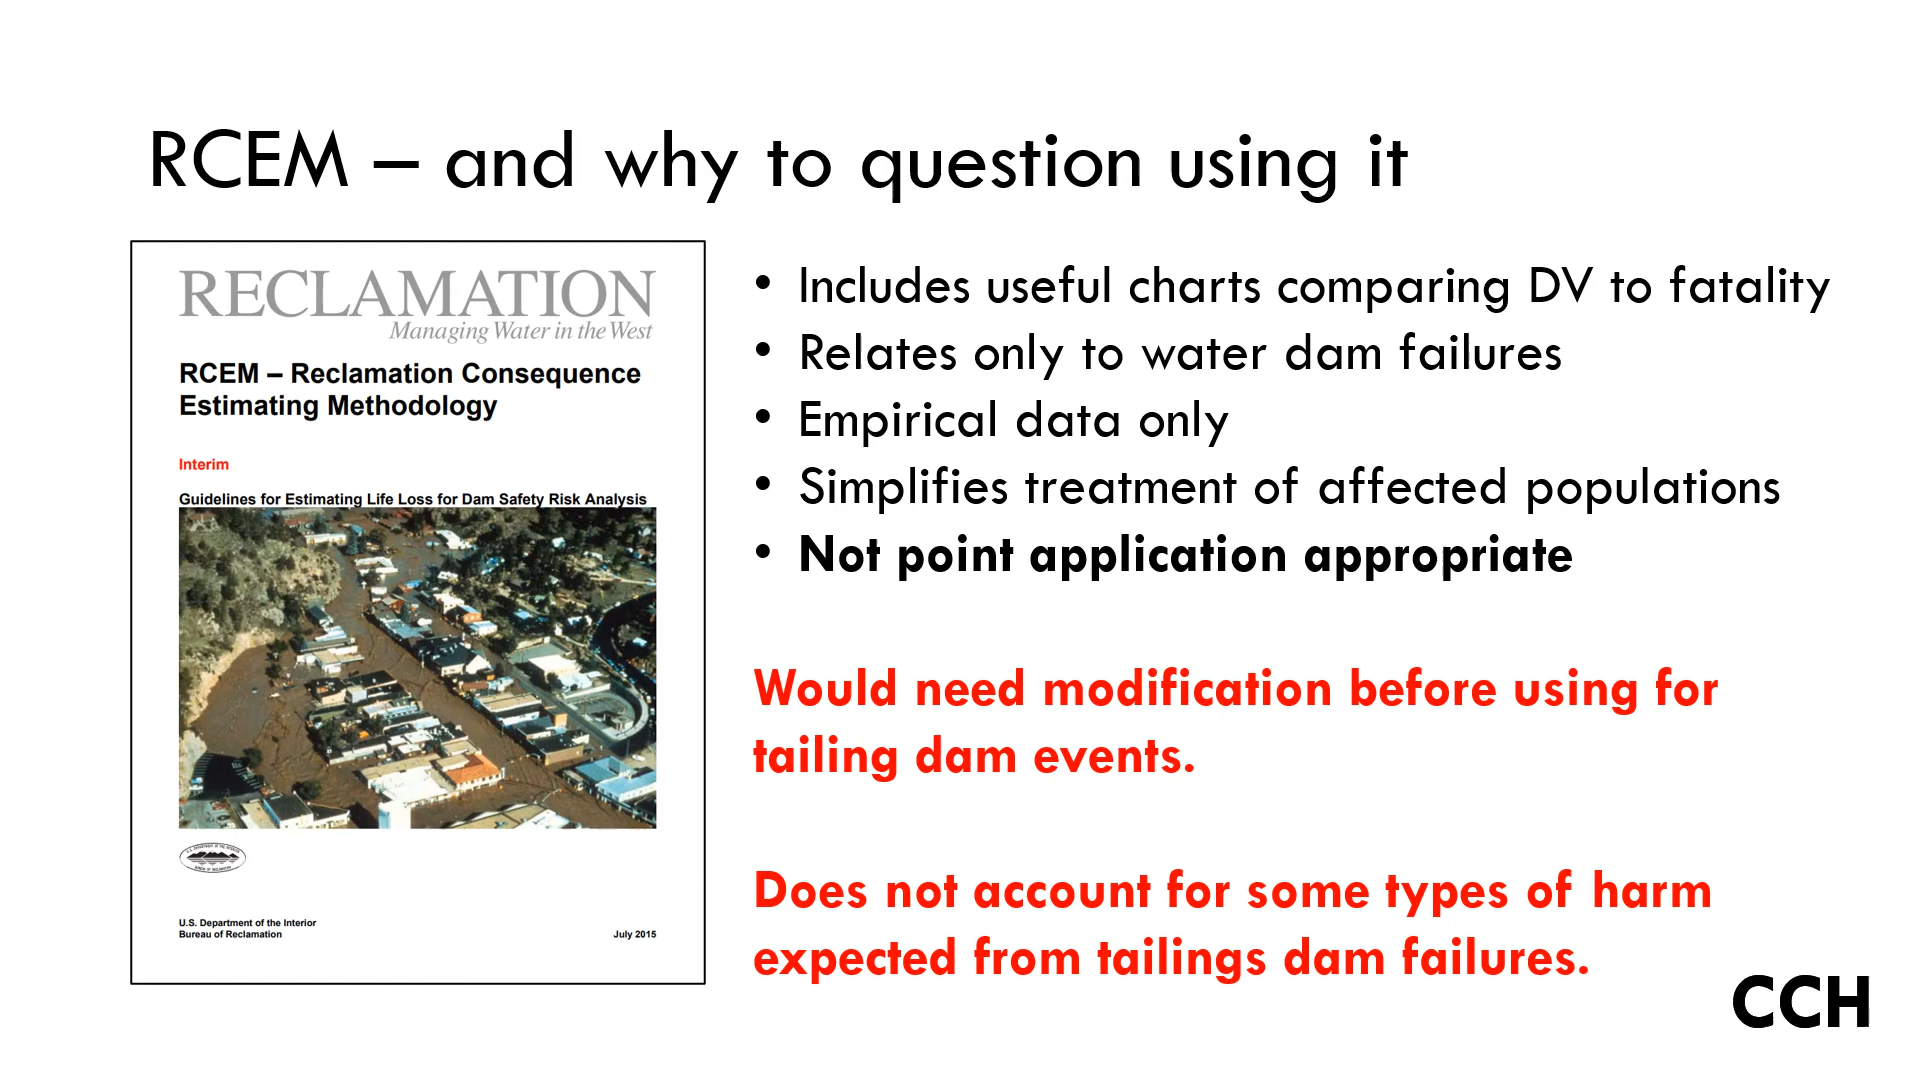 RCEM – and why to question using it
RECLAMATION
Managing Water in the West
RCEM – Reclamation Consequence
Estimating Methodology
Interim
Guidelines for Estimating Life Loss for Dam Safety Risk Analysis
U.S. Department of the Interior
Bureau of Reclamation
July 2015
• Includes useful charts comparing DV to fatality
• Relates only to water dam failures
• Empirical data only
• Simplifies treatment of affected populations
• Not point application appropriate
Would need modification before using for
tailing dam events.
Does not account for some types of harm
expected from tailings dam failures.
CCH